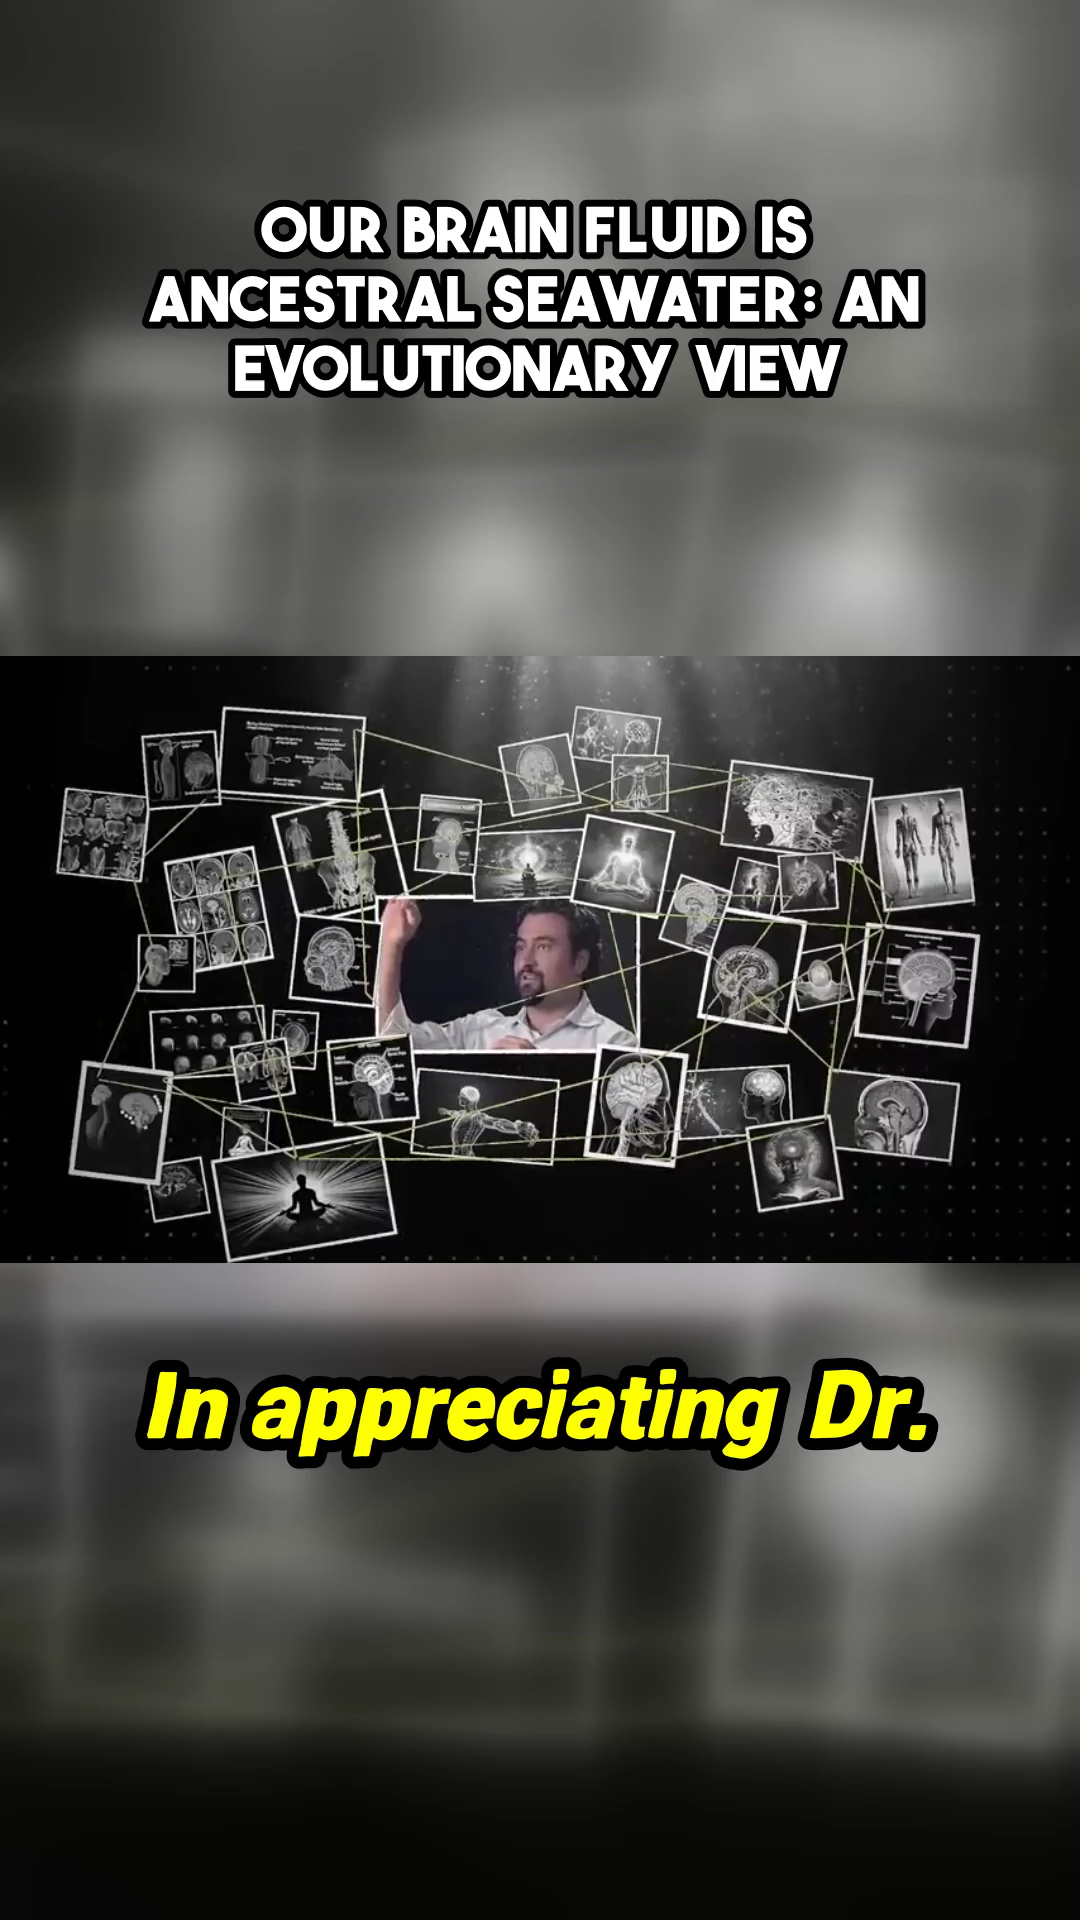 OUR BRAIN FLUID IS
ANCESTRAL SEAWATER: AN
EVOLUTIONARY VIEW
In appreciating Dr.